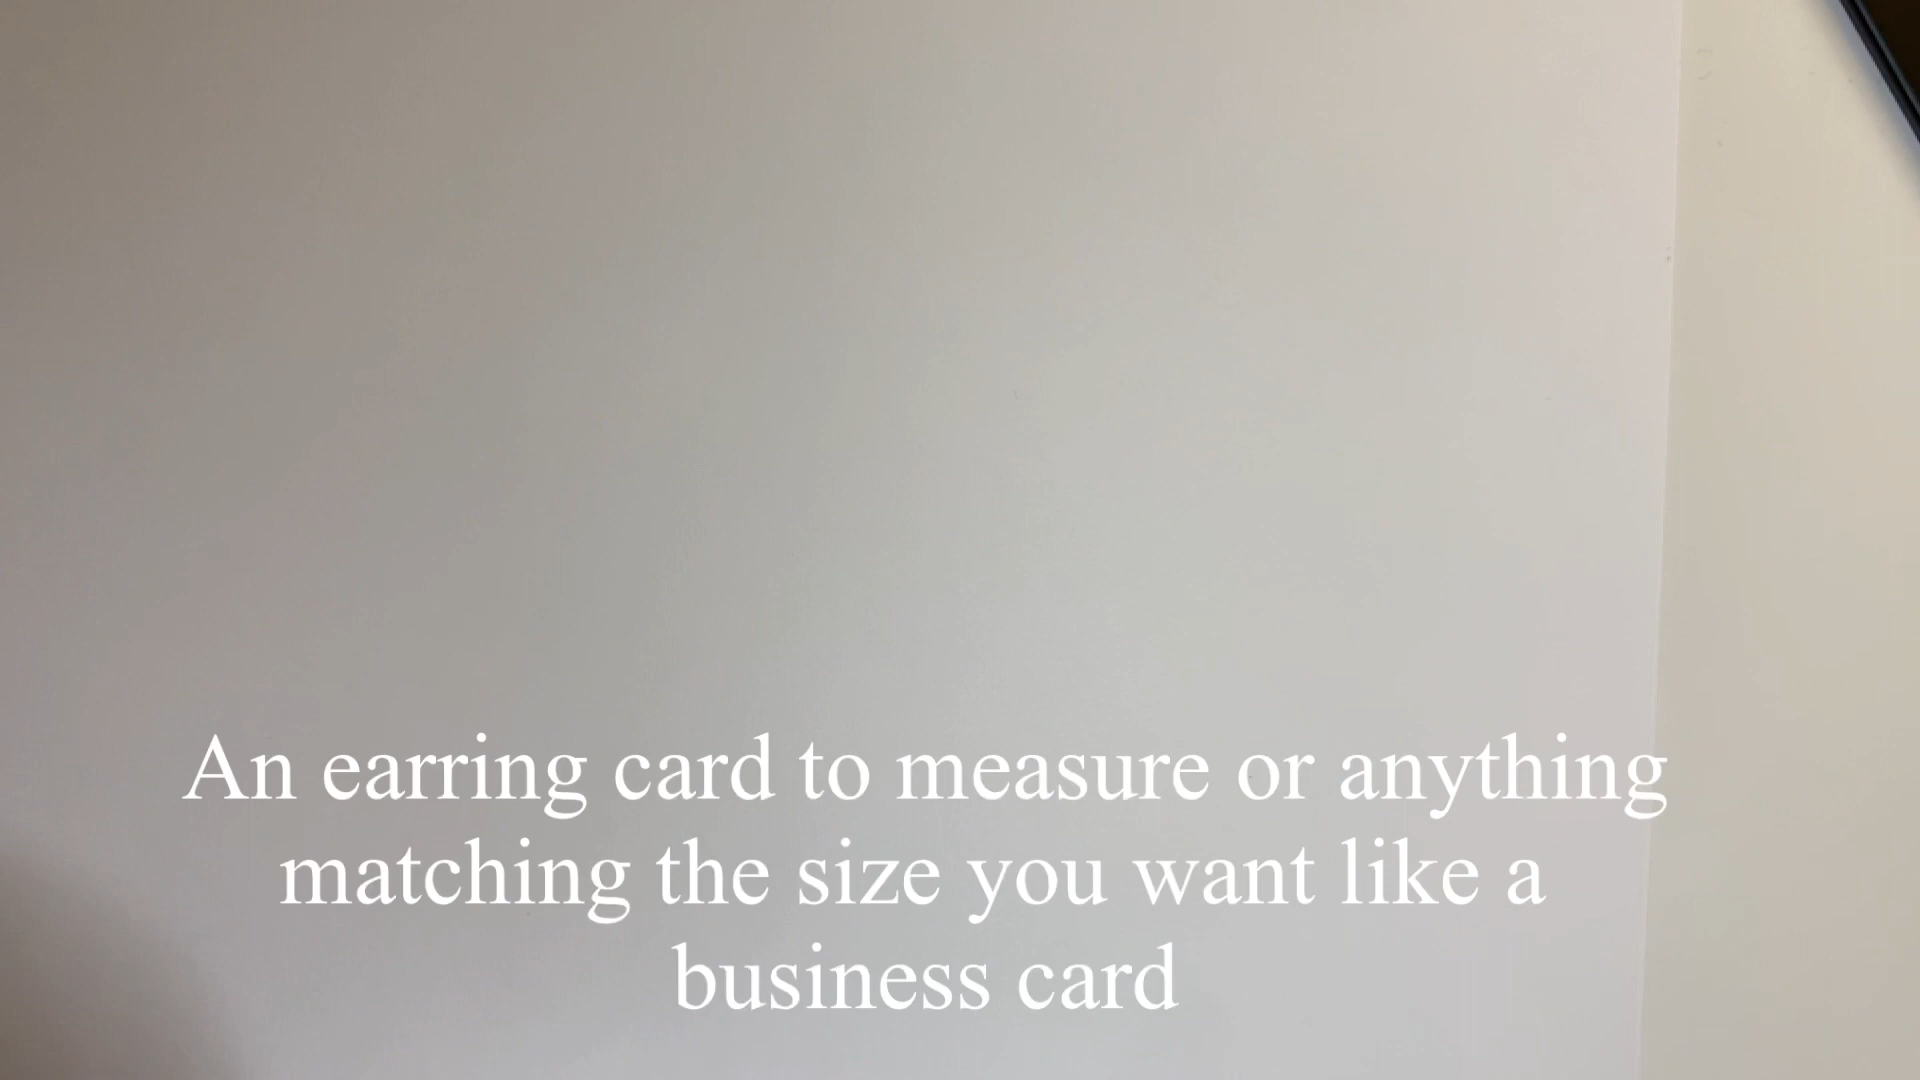 An earring card to measure or anything
matching the size you want like a
business card